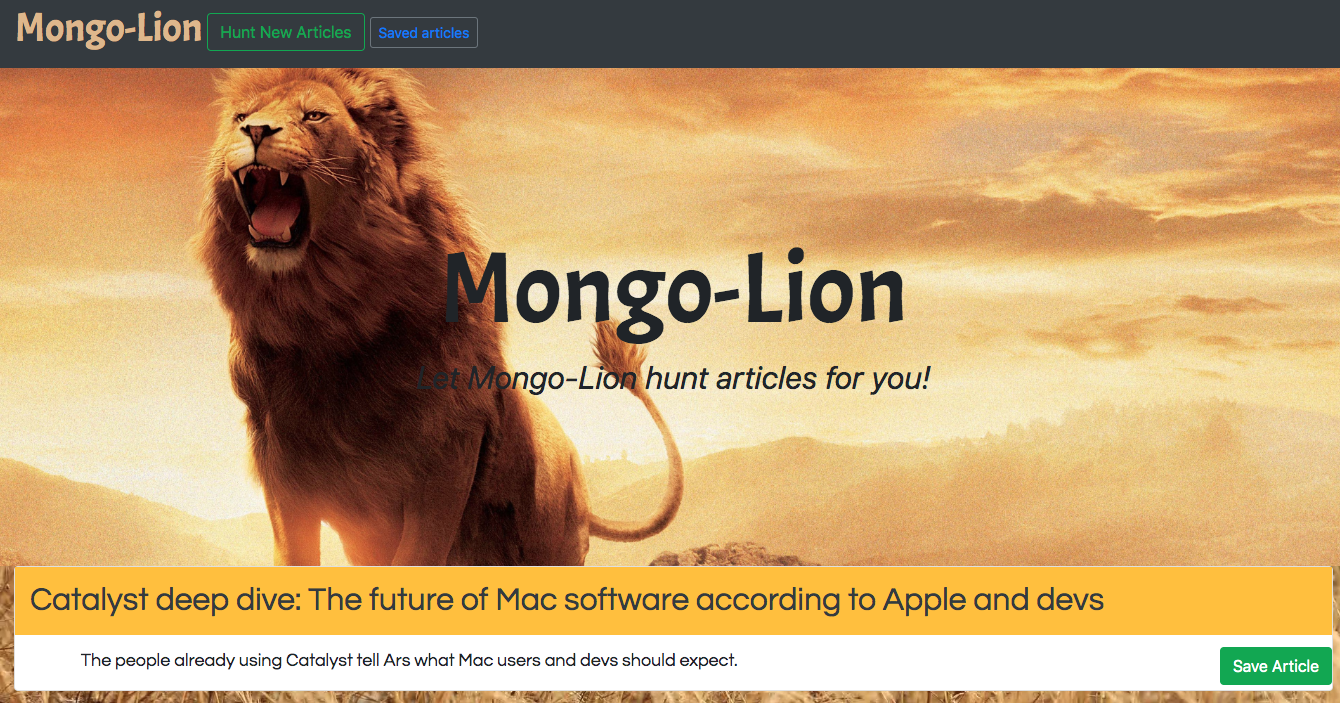 Mongo-Lion Hunt New Articles Saved articles
Mongo-Lion
Let Mongo-Lion hunt articles for you!
Catalyst deep dive: The future of Mac software according to Apple and devs
The people already using Catalyst tell Ars what Mac users and devs should expect.
Save Article